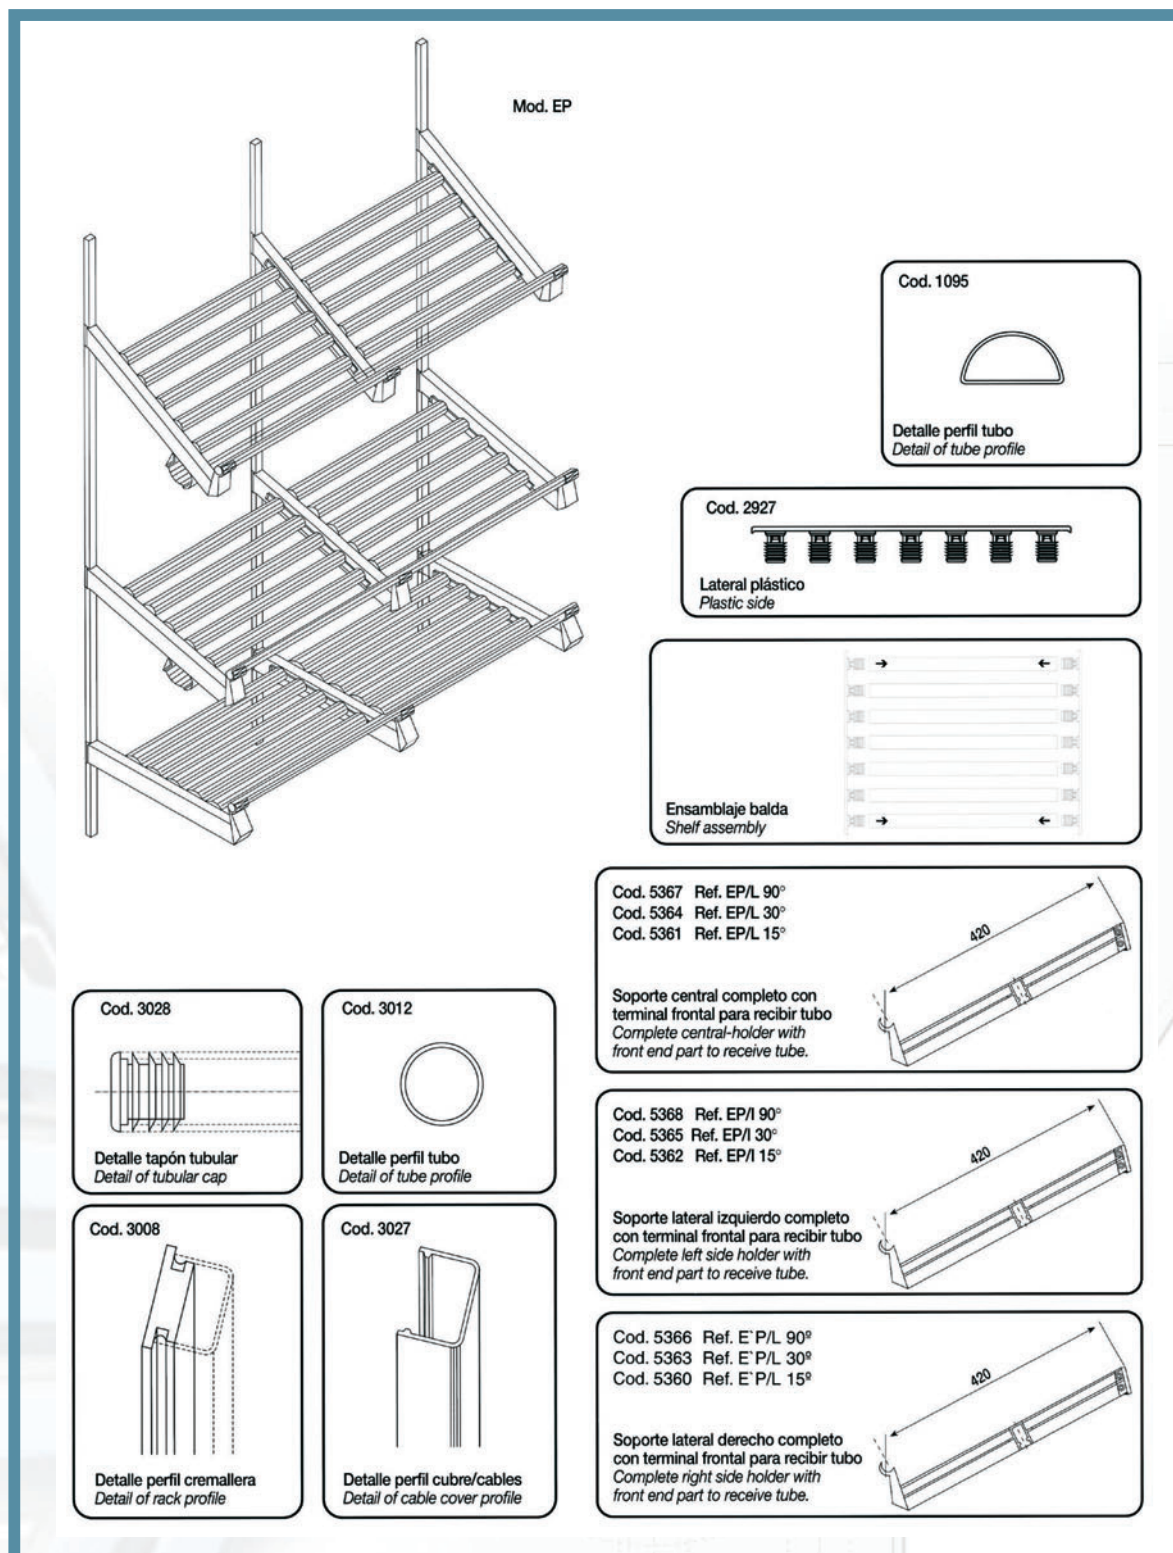 Mod. EP
Cod. 1095
Detalle perfil tubo
Detail of tube profile
Cod. 2927
Lateral plástico
Plastic side
Ensamblaje balda
Shelf assembly
Cod. 5367 Ref. EP/L 90°
Cod. 5364 Ref. EP/L 30°
Cod. 5361 Ref. EP/L 15°
420
Soporte central completo con
terminal frontal para recibir tubo
Complete central-holder with
front end part to receive tube.
Cod. 3028
Detalle tapón tubular
Detail of tubular cap
Cod. 3012
Detalle perfil tubo
Detail of tube profile
Cod. 5368 Ref. EP/I 90°
Cod. 5365 Ref. EP/I 30°
Cod. 5362 Ref. EP/I 15°
420
Soporte lateral izquierdo completo
con terminal frontal para recibir tubo
Complete left side holder with
front end part to receive tube.
Cod. 3008
Detalle perfil cremallera
Detail of rack profile
Cod. 3027
Detalle perfil cubre/cables
Detail of cable cover profile
Cod. 5366 Ref. E`P/L 90º
Cod. 5363 Ref. E`P/L 30º
Cod. 5360 Ref. E`P/L 15º
420
Soporte lateral derecho completo
con terminal frontal para recibir tubo
Complete right side holder with
front end part to receive tube.